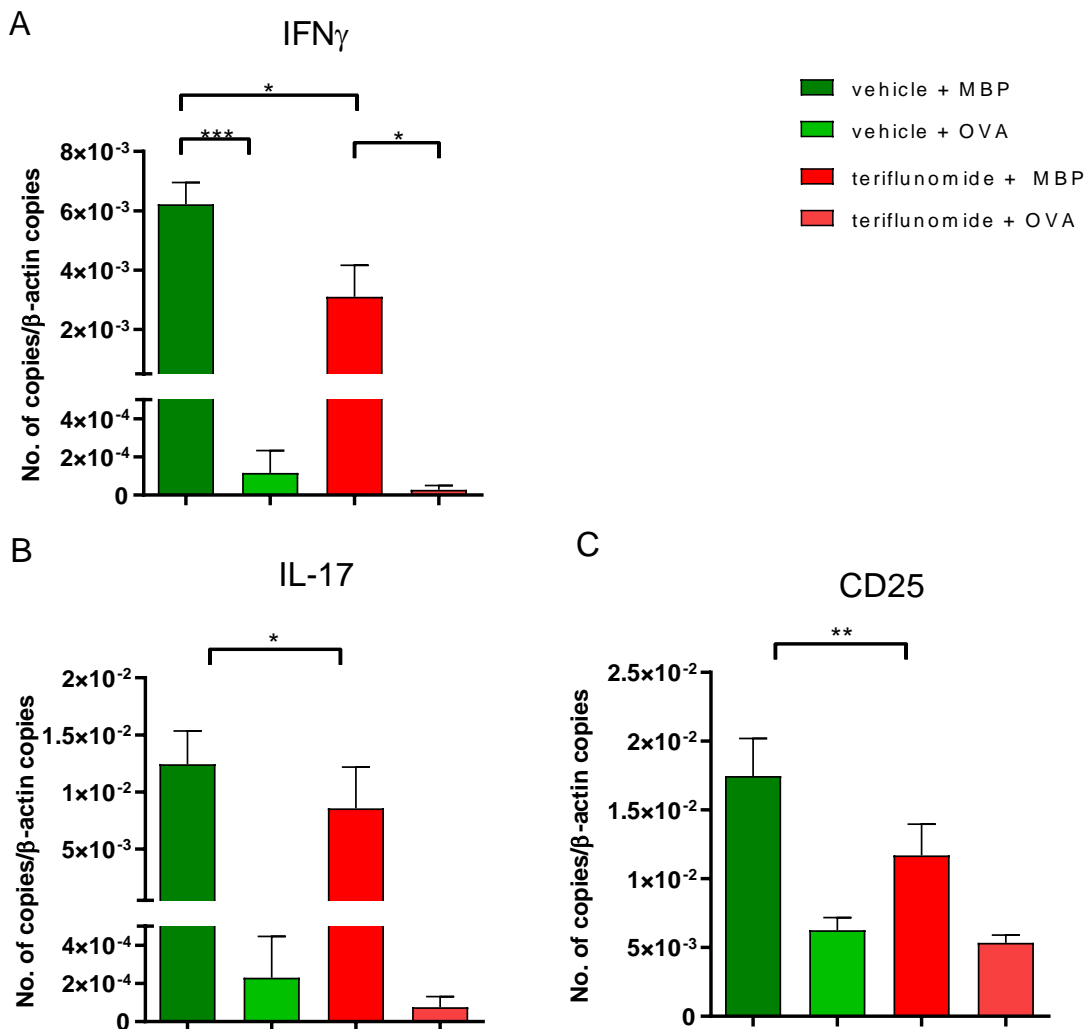 A
IFNγ
vehicle + MBP
vehicle + OVA
teriflunomide + MBP
teriflunomide + OVA
*
***
*
No. of copies/β-actin copies
8×10⁻³
6×10⁻³
4×10⁻³
2×10⁻³
4×10⁻⁴
2×10⁻⁴
0
B
IL-17
*
No. of copies/β-actin copies
2×10⁻²
1.5×10⁻²
1×10⁻²
5×10⁻³
4×10⁻⁴
2×10⁻⁴
0
C
CD25
**
No. of copies/β-actin copies
2.5×10⁻²
2×10⁻²
1.5×10⁻²
1×10⁻²
5×10⁻³
0